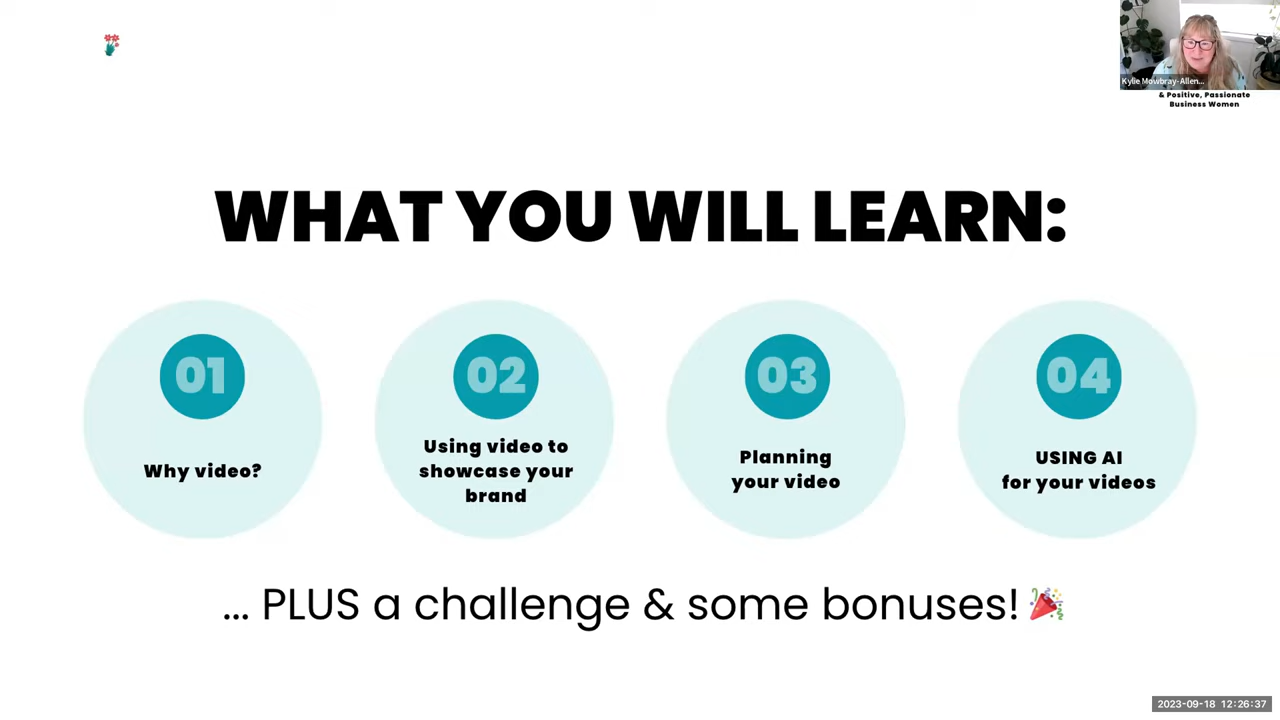 Kylie Mowbray-Allen...
& Positive, Passionate
Business Women
WHAT YOU WILL LEARN:
01
Why video?
02
Using video to
showcase your
brand
03
Planning
your video
04
USING AI
for your videos
... PLUS a challenge & some bonuses!
2023-09-18 12:26:37